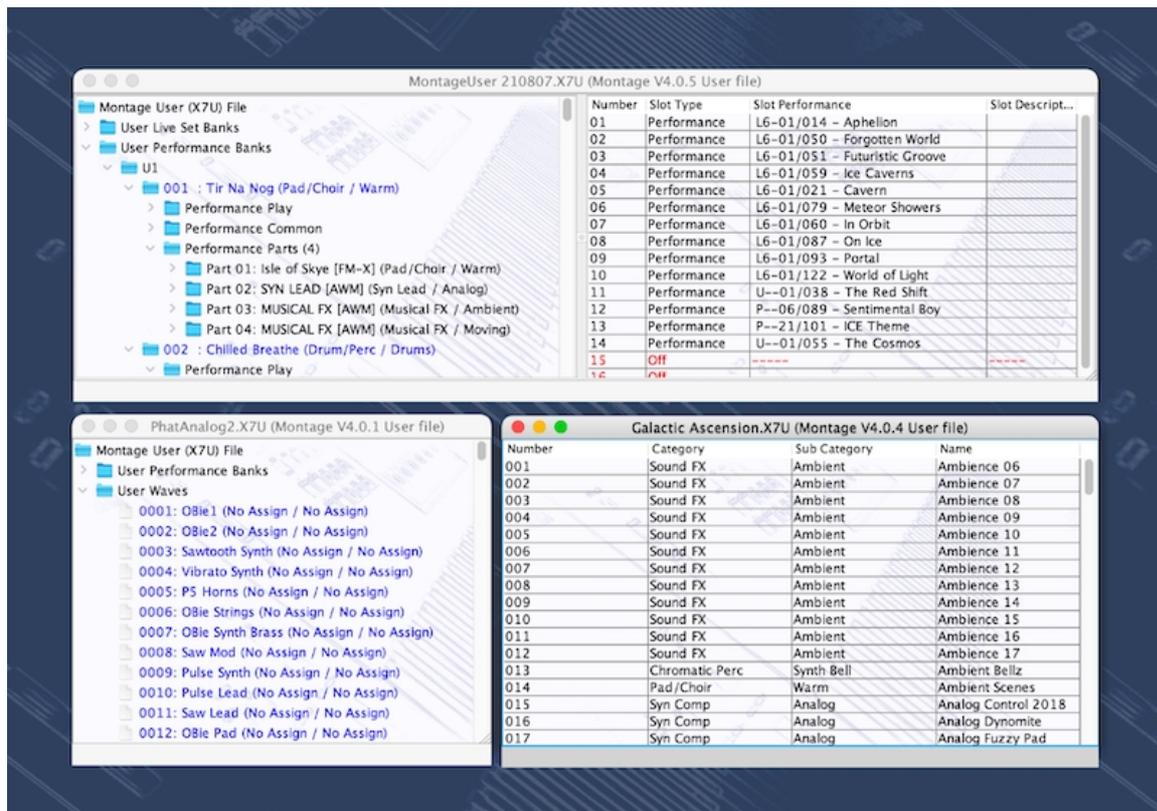 MontageUser 210807.X7U (Montage V4.0.5 User file)
Montage User (X7U) File
User Live Set Banks
User Performance Banks
U1
001 : Tir Na Nog (Pad/Choir / Warm)
Performance Play
Performance Common
Performance Parts (4)
Part 01: Isle of Skye [FM-X] (Pad/Choir / Warm)
Part 02: SYN LEAD [AWM] (Syn Lead / Analog)
Part 03: MUSICAL FX [AWM] (Musical FX / Ambient)
Part 04: MUSICAL FX [AWM] (Musical FX / Moving)
002 : Chilled Breathe (Drum/Perc / Drums)
Performance Play
Number Slot Type Slot Performance Slot Descript...
01 Performance L6-01/014 - Aphelion
02 Performance L6-01/050 - Forgotten World
03 Performance L6-01/051 - Futuristic Groove
04 Performance L6-01/059 - Ice Caverns
05 Performance L6-01/021 - Cavern
06 Performance L6-01/079 - Meteor Showers
07 Performance L6-01/060 - In Orbit
08 Performance L6-01/087 - On Ice
09 Performance L6-01/093 - Portal
10 Performance L6-01/122 - World of Light
11 Performance U--01/038 - The Red Shift
12 Performance P--06/089 - Sentimental Boy
13 Performance P--21/101 - ICE Theme
14 Performance U--01/055 - The Cosmos
15 Off ----- -----
16 Off
PhatAnalog2.X7U (Montage V4.0.1 User file)
Montage User (X7U) File
User Performance Banks
User Waves
0001: OBie1 (No Assign / No Assign)
0002: OBie2 (No Assign / No Assign)
0003: Sawtooth Synth (No Assign / No Assign)
0004: Vibrato Synth (No Assign / No Assign)
0005: P5 Horns (No Assign / No Assign)
0006: OBie Strings (No Assign / No Assign)
0007: OBie Synth Brass (No Assign / No Assign)
0008: Saw Mod (No Assign / No Assign)
0009: Pulse Synth (No Assign / No Assign)
0010: Pulse Lead (No Assign / No Assign)
0011: Saw Lead (No Assign / No Assign)
0012: OBie Pad (No Assign / No Assign)
Galactic Ascension.X7U (Montage V4.0.4 User file)
Number Category Sub Category Name
001 Sound FX Ambient Ambience 06
002 Sound FX Ambient Ambience 07
003 Sound FX Ambient Ambience 08
004 Sound FX Ambient Ambience 09
005 Sound FX Ambient Ambience 10
006 Sound FX Ambient Ambience 11
007 Sound FX Ambient Ambience 12
008 Sound FX Ambient Ambience 13
009 Sound FX Ambient Ambience 14
010 Sound FX Ambient Ambience 15
011 Sound FX Ambient Ambience 16
012 Sound FX Ambient Ambience 17
013 Chromatic Perc Synth Bell Ambient Bellz
014 Pad/Choir Warm Ambient Scenes
015 Syn Comp Analog Analog Control 2018
016 Syn Comp Analog Analog Dynomite
017 Syn Comp Analog Analog Fuzzy Pad